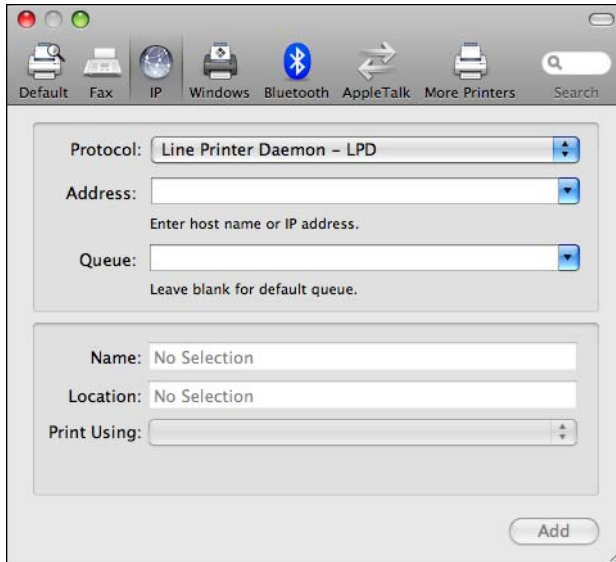 Default Fax IP Windows Bluetooth AppleTalk More Printers Search
Protocol: Line Printer Daemon – LPD
Address:
Enter host name or IP address.
Queue:
Leave blank for default queue.
Name: No Selection
Location: No Selection
Print Using:
Add